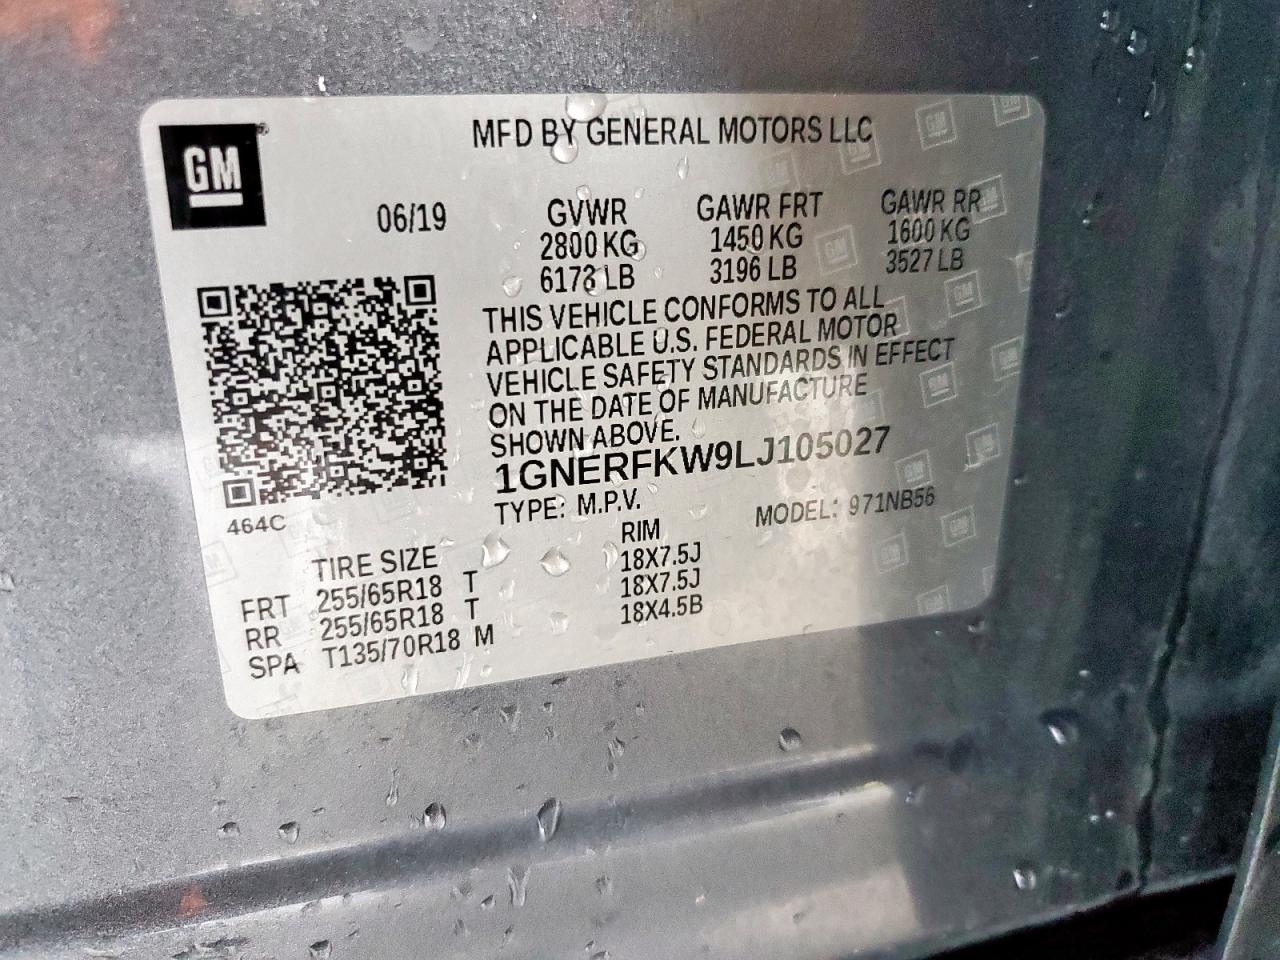 GM
MFD BY GENERAL MOTORS LLC
06/19 GVWR GAWR FRT GAWR RR
2800 KG 1450 KG 1600 KG
6173 LB 3196 LB 3527 LB
THIS VEHICLE CONFORMS TO ALL
APPLICABLE U.S. FEDERAL MOTOR
VEHICLE SAFETY STANDARDS IN EFFECT
ON THE DATE OF MANUFACTURE
SHOWN ABOVE.
1GNERFKW9LJ105027
TYPE: M.P.V. MODEL: 971NB56
464C
TIRE SIZE RIM
FRT 255/65R18 T 18X7.5J
RR 255/65R18 T 18X7.5J
SPA T135/70R18 M 18X4.5B